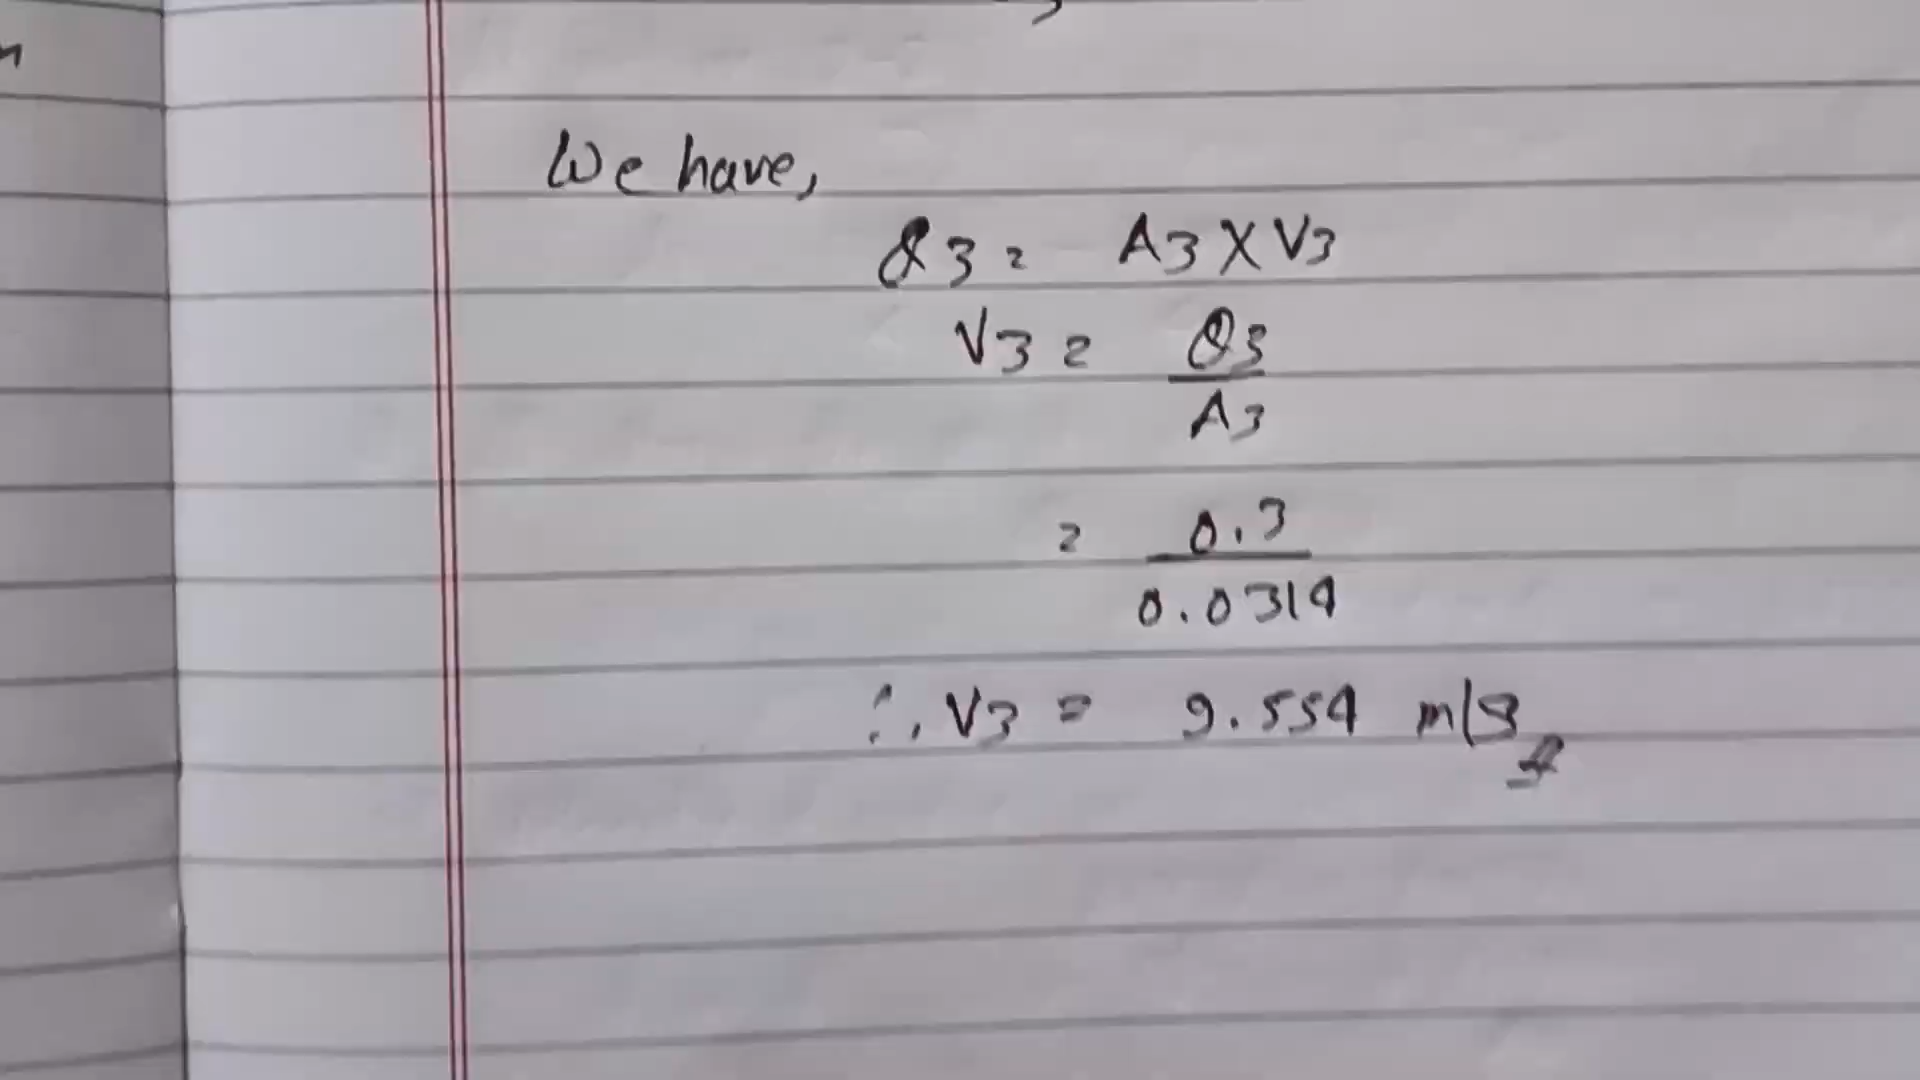 We have,
Q3 = A3 X V3
V3 = Q3
A3
= 0.3
0.0314
∴ V3 = 9.554 m/s